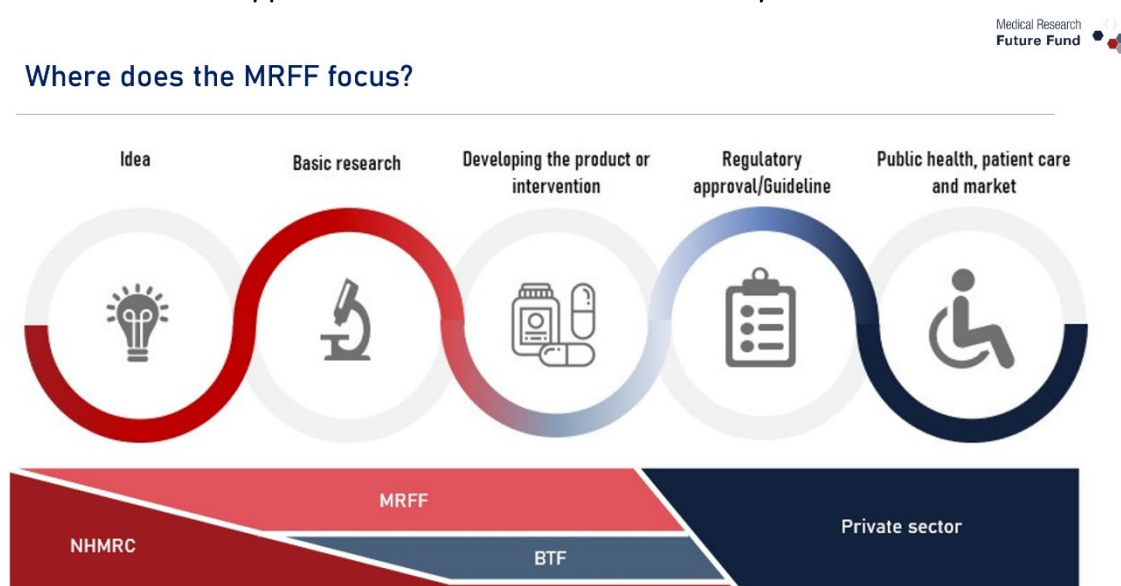 Medical Research
Future Fund
Where does the MRFF focus?
Idea
Basic research
Developing the product or
intervention
Regulatory
approval/Guideline
Public health, patient care
and market
MRFF
NHMRC
BTF
Private sector